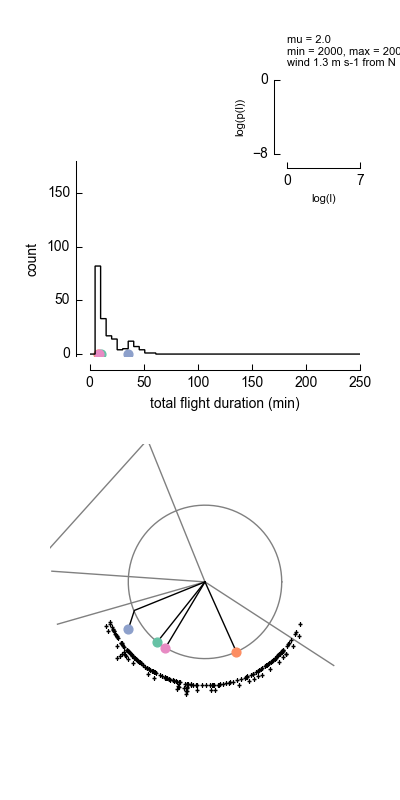 mu = 2.0
min = 2000, max = 200
wind 1.3 m s-1 from N
0
log(p(l))
−8
0
7
log(l)
150
100
50
0
count
0
50
100
150
200
250
total flight duration (min)